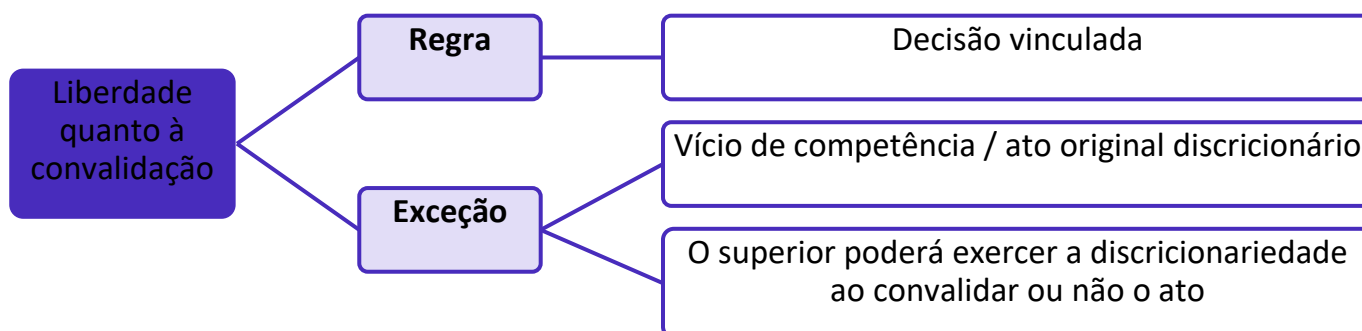 Liberdade
quanto à
convalidação
Regra
Decisão vinculada
Exceção
Vício de competência / ato original discricionário
O superior poderá exercer a discricionariedade
ao convalidar ou não o ato